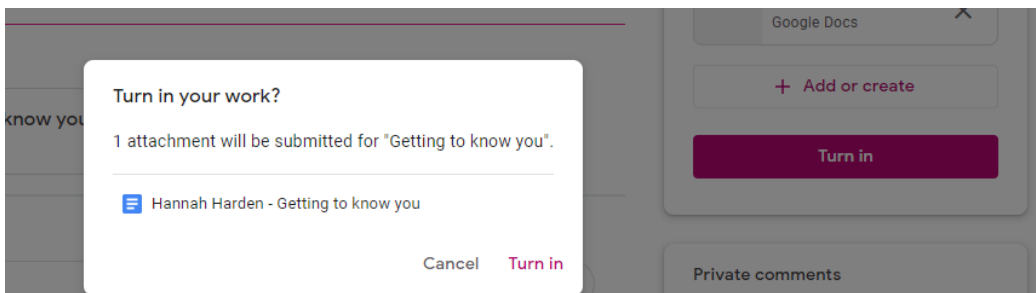 Google Docs
+ Add or create
Turn in
Private comments
know you
Turn in your work?
1 attachment will be submitted for "Getting to know you".
Hannah Harden - Getting to know you
Cancel Turn in